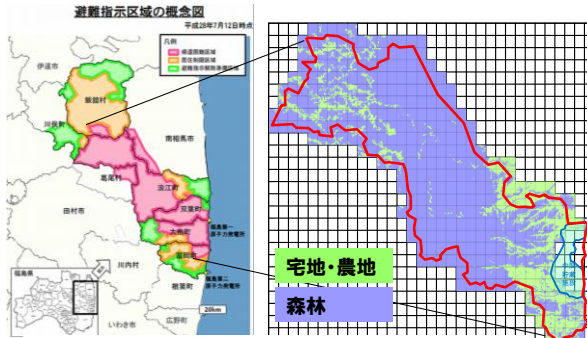 避難指示区域の概念図
平成28年7月12日時点
凡例
帰還困難区域
居住制限区域
避難指示解除準備区域
伊達市
飯舘村
川俣町
南相馬市
葛尾村
浪江町
田村市
双葉町
大熊町
福島第一
原子力発電所
富岡町
川内村
福島第二
原子力発電所
楢葉町
福島県
広野町
いわき市
20km
宅地・農地
森林